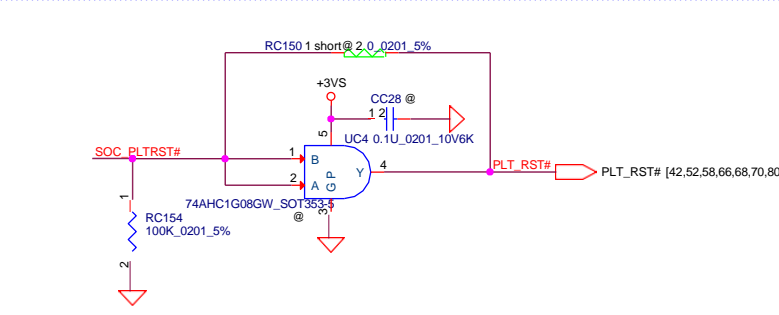 RC150 1 short@ 2 0_0201_5%
+3VS
CC28 @
1 2
UC4 0.1U_0201_10V6K
5
SOC_PLTRST#
1
B
2
A
G
P
Y
4
PLT_RST#
PLT_RST# [42,52,58,66,68,70,80
74AHC1G08GW_SOT353-5
@
3
1
RC154
100K_0201_5%
2